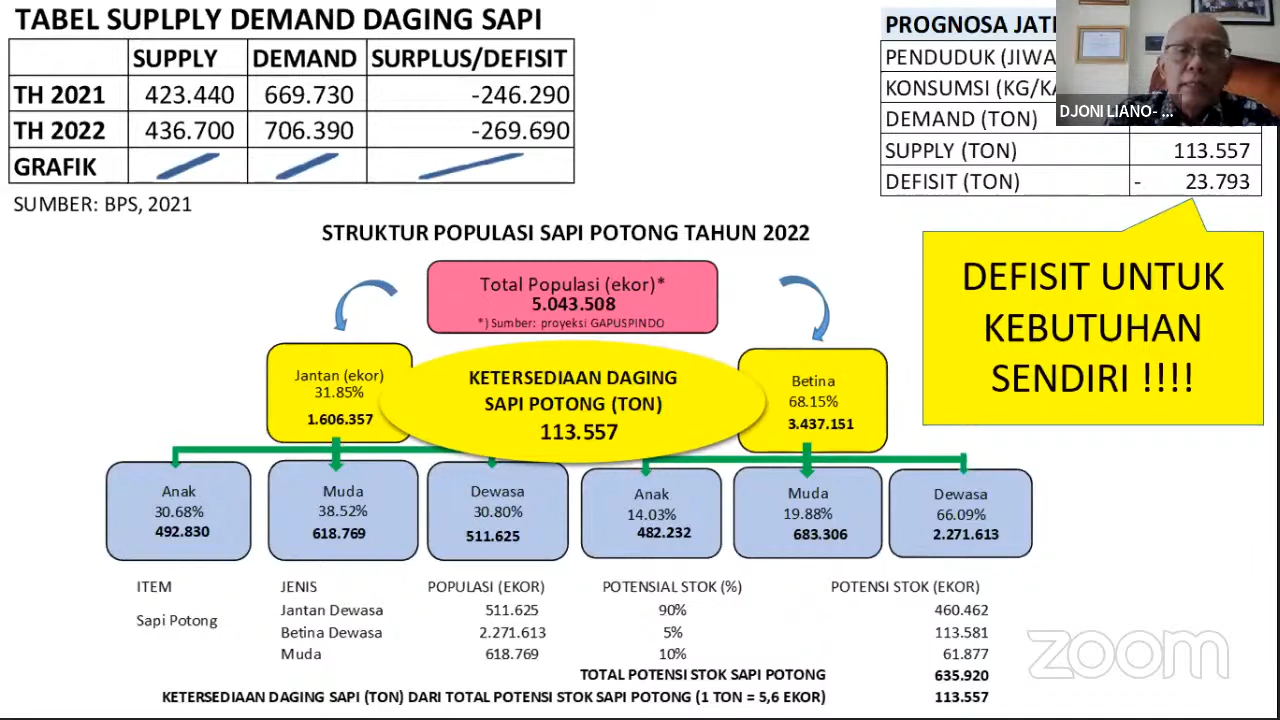 TABEL SUPLPLY DEMAND DAGING SAPI
SUPPLY DEMAND SURPLUS/DEFISIT
TH 2021 423.440 669.730 -246.290
TH 2022 436.700 706.390 -269.690
GRAFIK
SUMBER: BPS, 2021
PROGNOSA JATI
PENDUDUK (JIWA
KONSUMSI (KG/KA
DEMAND (TON)
SUPPLY (TON) 113.557
DEFISIT (TON) - 23.793
DJONI LIANO- ...
DEFISIT UNTUK
KEBUTUHAN
SENDIRI !!!!
STRUKTUR POPULASI SAPI POTONG TAHUN 2022
Total Populasi (ekor)*
5.043.508
*) Sumber: proyeksi GAPUSPINDO
Jantan (ekor)
31.85%
1.606.357
KETERSEDIAAN DAGING
SAPI POTONG (TON)
113.557
Betina
68.15%
3.437.151
Anak
30.68%
492.830
Muda
38.52%
618.769
Dewasa
30.80%
511.625
Anak
14.03%
482.232
Muda
19.88%
683.306
Dewasa
66.09%
2.271.613
ITEM JENIS POPULASI (EKOR) POTENSIAL STOK (%) POTENSI STOK (EKOR)
Sapi Potong
Jantan Dewasa 511.625 90% 460.462
Betina Dewasa 2.271.613 5% 113.581
Muda 618.769 10% 61.877
TOTAL POTENSI STOK SAPI POTONG 635.920
KETERSEDIAAN DAGING SAPI (TON) DARI TOTAL POTENSI STOK SAPI POTONG (1 TON = 5,6 EKOR) 113.557
zoom